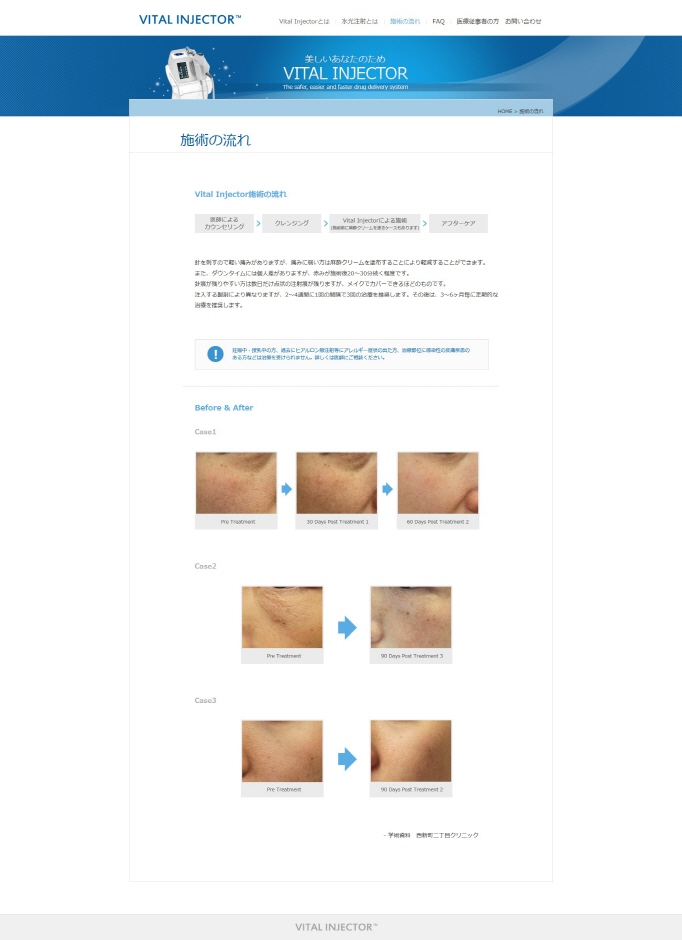 VITAL INJECTOR™
Vital Injectorとは 水光注射とは 施術の流れ FAQ 医療従事者の方 お問い合わせ
美しいあなたのため
VITAL INJECTOR
The safer, easier and faster drug delivery system
HOME > 施術の流れ
施術の流れ
Vital Injector施術の流れ
医師による
カウンセリング
クレンジング
Vital Injectorによる施術
(施術前に麻酔クリームを塗るケースもあります)
アフターケア
針を刺すので軽い痛みがありますが、痛みに弱い方は麻酔クリームを塗布することにより軽減することができます。
また、ダウンタイムには個人差がありますが、赤みが施術後20～30分続く程度です。
針痕が残りやすい方は数日だけ点状の注射痕が残りますが、メイクでカバーできるほどのものです。
注入する製剤により異なりますが、2～4週間に1回の間隔で3回の治療を推奨します。その後は、3～6ヶ月毎に定期的な
治療を推奨します。
妊娠中・授乳中の方、過去にヒアルロン酸注射等にアレルギー症状の出た方、治療部位に感染性の皮膚疾患の
ある方などは治療を受けられません。詳しくは医師にご相談ください。
Before & After
Case1
Pre Treatment
30 Days Post Treatment 1
60 Days Post Treatment 2
Case2
Pre Treatment
90 Days Post Treatment 3
Case3
Pre Treatment
90 Days Post Treatment 2
- 学術資料 西新町二丁目クリニック
VITAL INJECTOR™